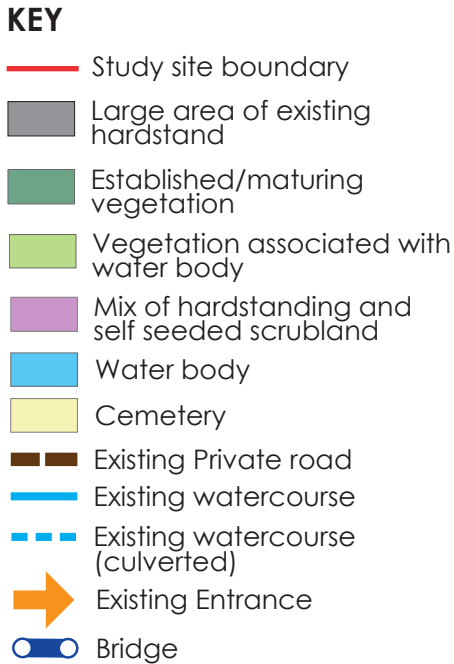 KEY
Study site boundary
Large area of existing
hardstand
Established/maturing
vegetation
Vegetation associated with
water body
Mix of hardstanding and
self seeded scrubland
Water body
Cemetery
Existing Private road
Existing watercourse
Existing watercourse
(culverted)
Existing Entrance
Bridge